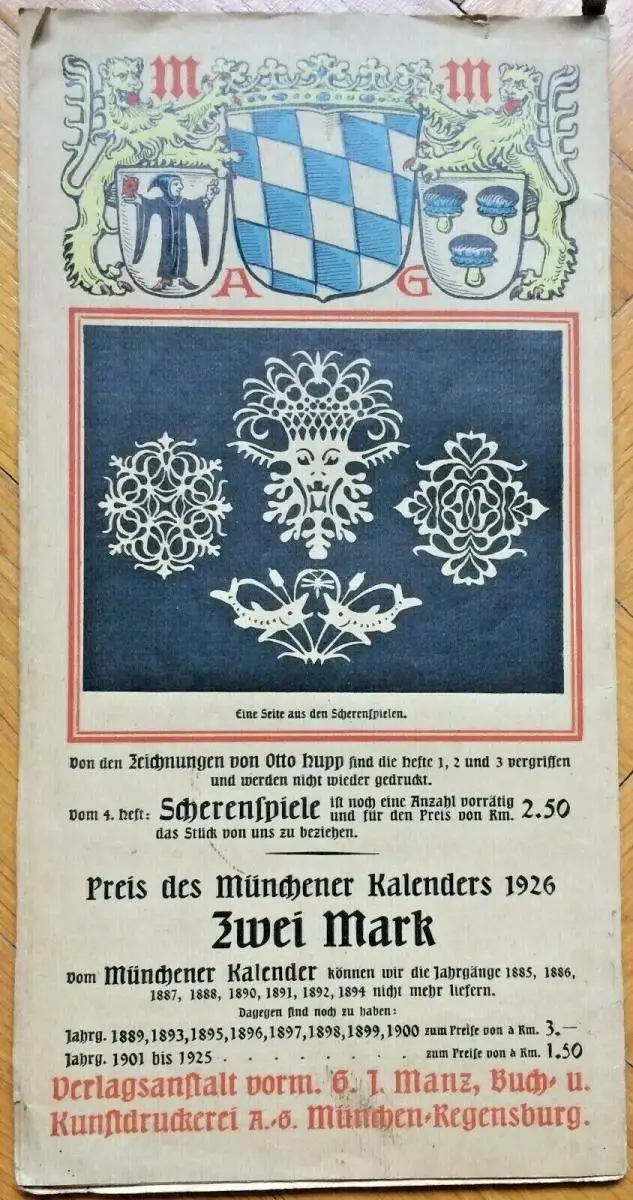 M M
A G
Eine Seite aus den Scherenspielen.
Von den Zeichnungen von Otto Hupp sind die Hefte 1, 2 und 3 vergriffen
und werden nicht wieder gedruckt.
Vom 4. Heft: Scherenspiele ist noch eine Anzahl vorrätig
und für den Preis von Rm. 2.50
das Stück von uns zu beziehen.
Preis des Münchener Kalenders 1926
Zwei Mark
Vom Münchener Kalender können wir die Jahrgänge 1885, 1886,
1887, 1888, 1890, 1891, 1892, 1894 nicht mehr liefern.
Dagegen sind noch zu haben:
Jahrg. 1889, 1893, 1895, 1896, 1897, 1898, 1899, 1900 zum Preise von à Rm. 3.—
Jahrg. 1901 bis 1925 . . . . . . . . . zum Preise von à Rm. 1.50
Verlagsanstalt vorm. G. J. Manz, Buch- u.
Kunstdruckerei A.-G. München-Regensburg.